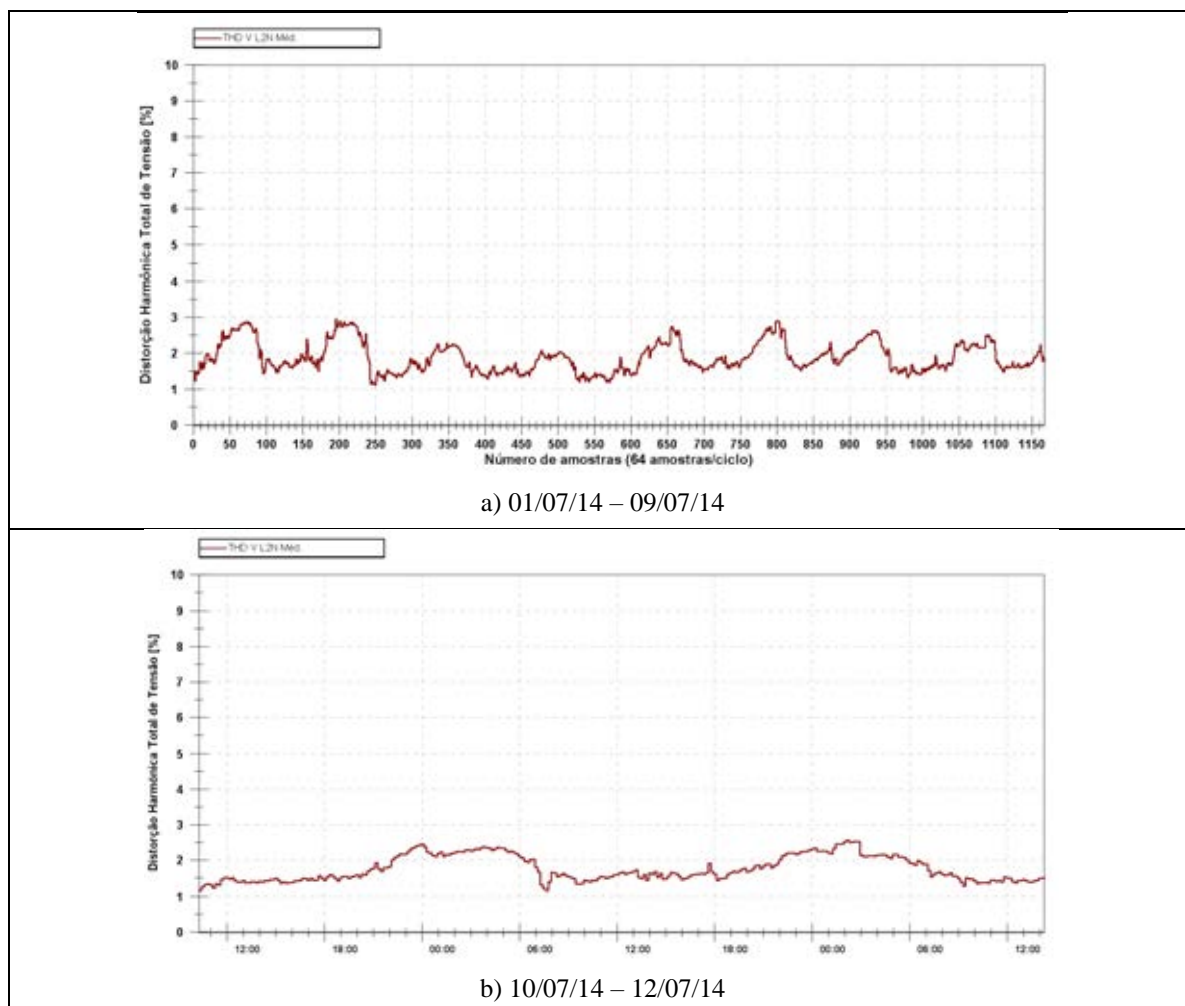 THD V L2N Méd.
Distorção Harmônica Total de Tensão [%]
10
9
8
7
6
5
4
3
2
1
0
0 50 100 150 200 250 300 350 400 450 500 550 600 650 700 750 800 850 900 950 1000 1050 1100 1150
Número de amostras (64 amostras/ciclo)
a) 01/07/14 – 09/07/14
THD V L2N Méd.
Distorção Harmônica Total de Tensão [%]
10
9
8
7
6
5
4
3
2
1
0
12:00 18:00 00:00 06:00 12:00 18:00 00:00 06:00 12:00
b) 10/07/14 – 12/07/14